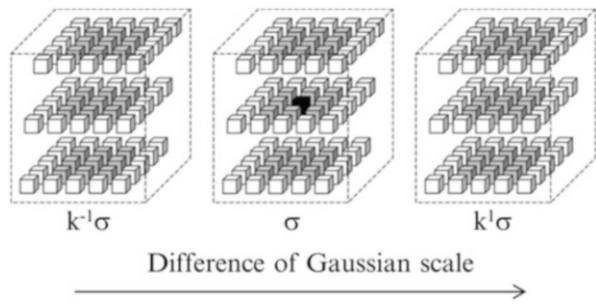 k⁻¹σ σ k¹σ
Difference of Gaussian scale